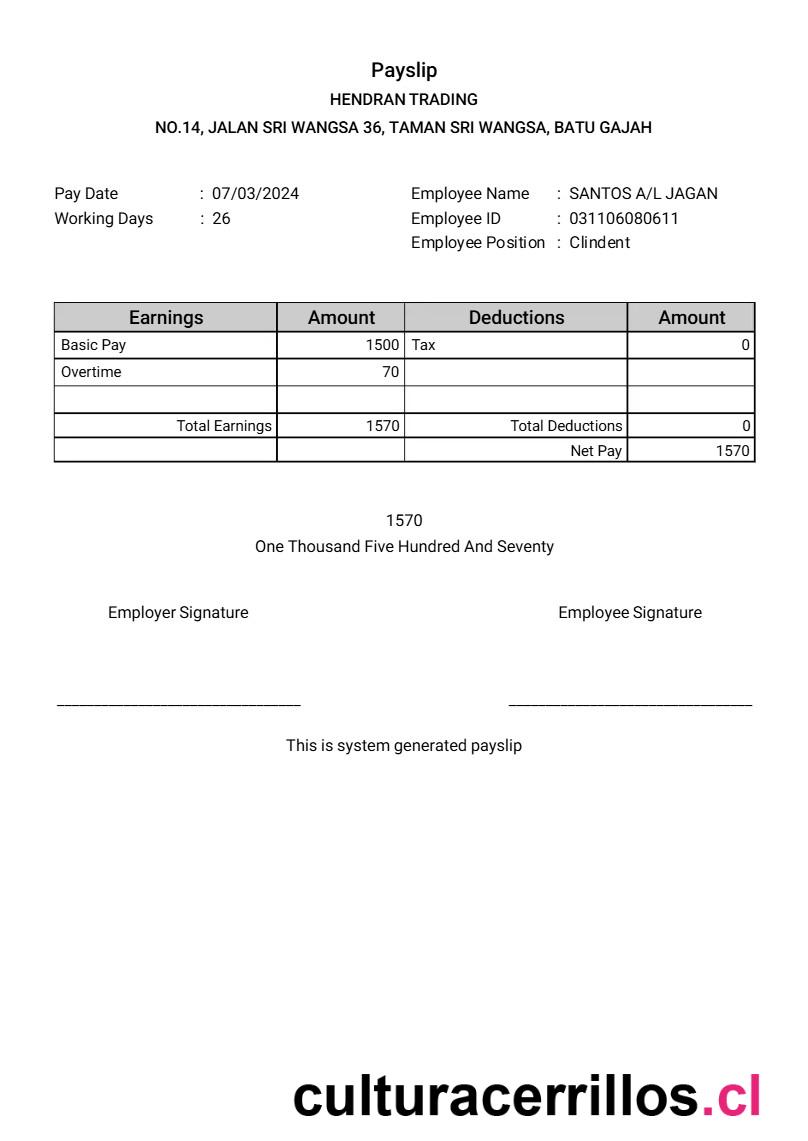 Payslip
HENDRAN TRADING
NO.14, JALAN SRI WANGSA 36, TAMAN SRI WANGSA, BATU GAJAH
Pay Date : 07/03/2024 Employee Name : SANTOS A/L JAGAN
Working Days : 26 Employee ID : 031106080611
Employee Position : Clindent
Earnings Amount Deductions Amount
Basic Pay 1500 Tax 0
Overtime 70
Total Earnings 1570 Total Deductions 0
Net Pay 1570
1570
One Thousand Five Hundred And Seventy
Employer Signature Employee Signature
This is system generated payslip
culturacerrillos.cl